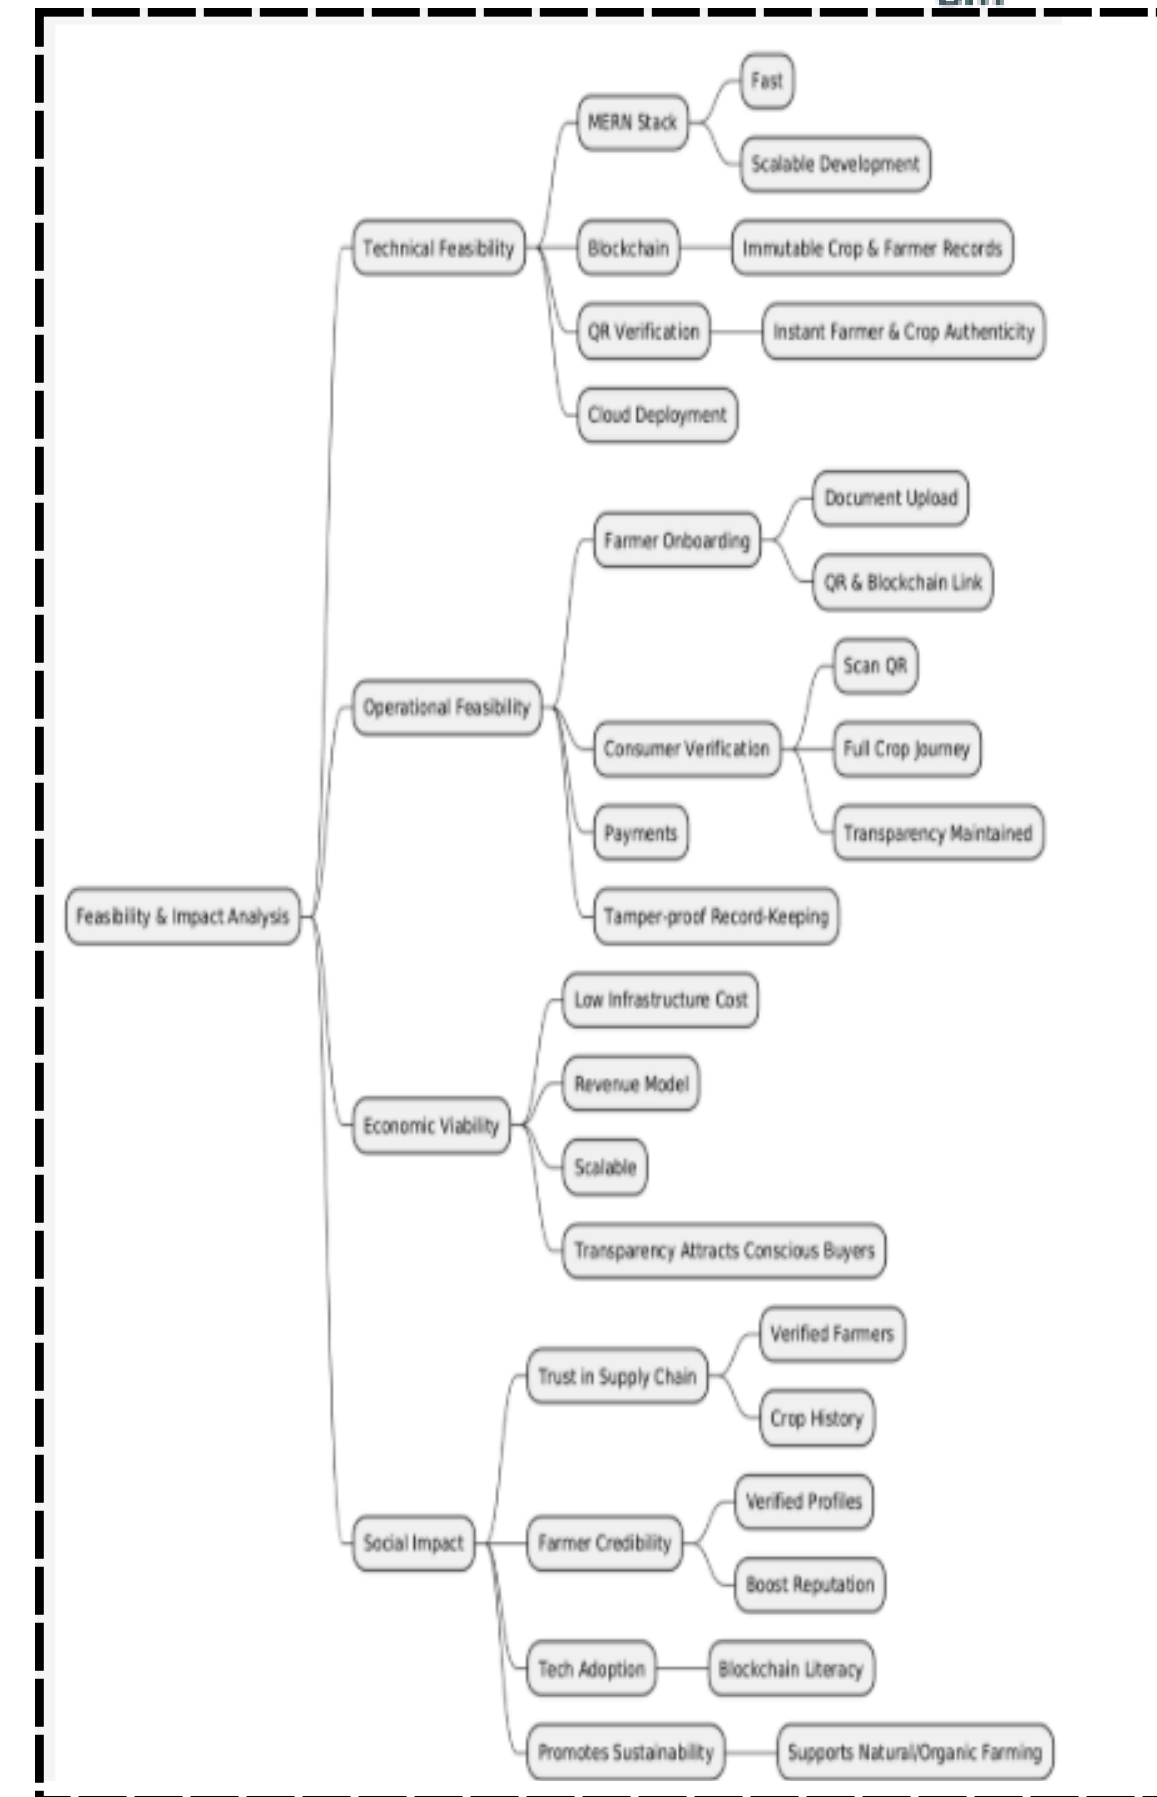 Fast
MERN Stack
Scalable Development
Technical Feasibility
Blockchain
Immutable Crop & Farmer Records
QR Verification
Instant Farmer & Crop Authenticity
Cloud Deployment
Document Upload
Farmer Onboarding
QR & Blockchain Link
Scan QR
Operational Feasibility
Consumer Verification
Full Crop Journey
Payments
Transparency Maintained
Feasibility & Impact Analysis
Tamper-proof Record-Keeping
Low Infrastructure Cost
Revenue Model
Economic Viability
Scalable
Transparency Attracts Conscious Buyers
Verified Farmers
Trust in Supply Chain
Crop History
Verified Profiles
Social Impact
Farmer Credibility
Boost Reputation
Tech Adoption
Blockchain Literacy
Promotes Sustainability
Supports Natural/Organic Farming